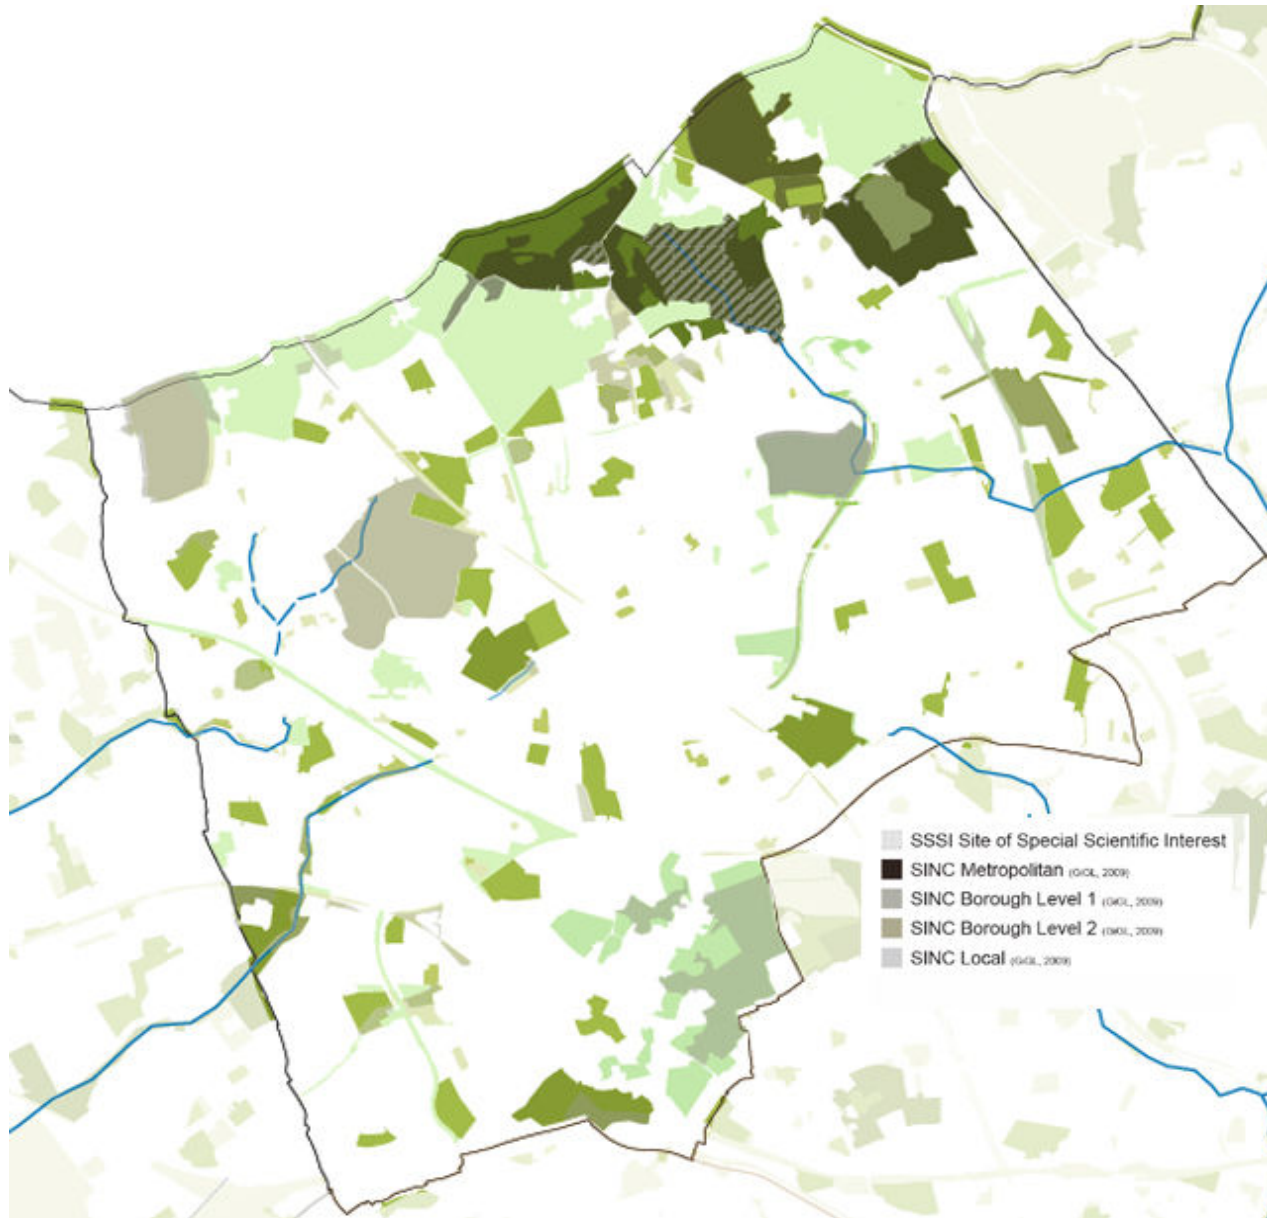 SSSI Site of Special Scientific Interest
SINC Metropolitan (GiGL, 2009)
SINC Borough Level 1 (GiGL, 2009)
SINC Borough Level 2 (GiGL, 2009)
SINC Local (GiGL, 2009)